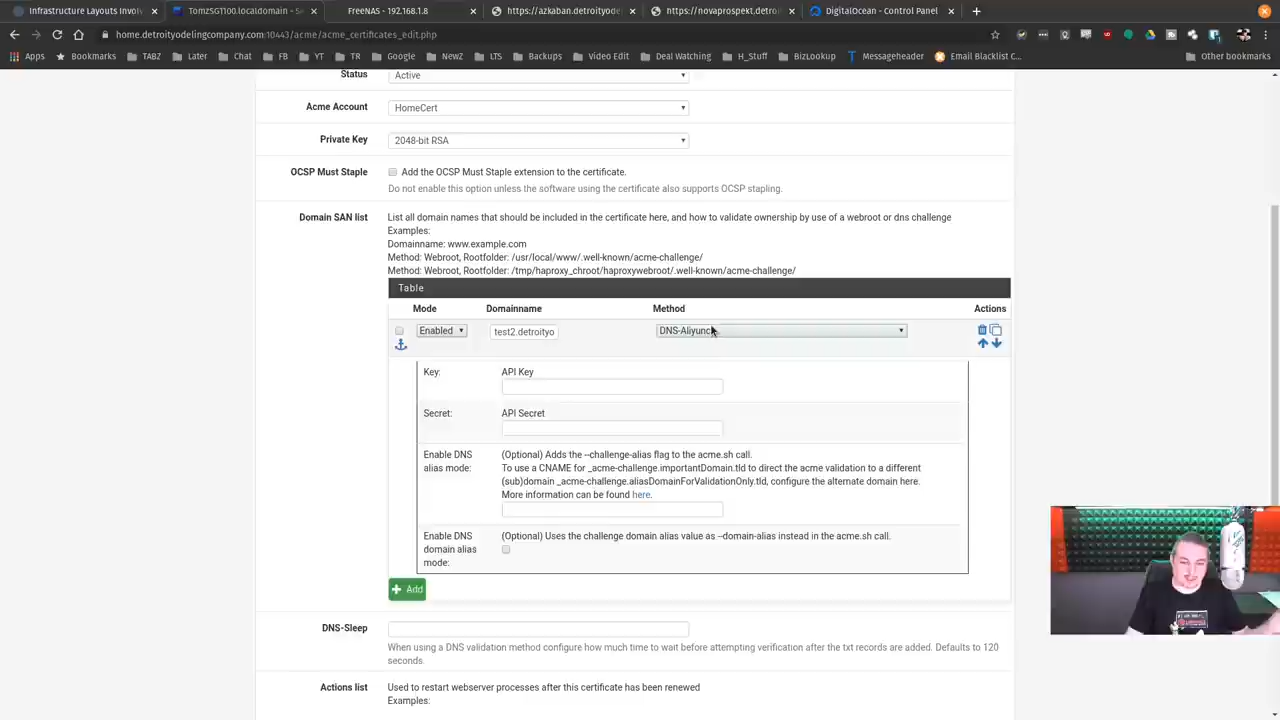 Infrastructure Layouts Involv
TomzSG100.localdomain - S
FreeNAS - 192.168.1.8
https://azkaban.detroityode
https://novaprospekt.detroi
DigitalOcean - Control Panel
home.detroityodelingcompany.com:10443/acme/acme_certificates_edit.php
Apps
Bookmarks
TABZ
Later
Chat
FB
YT
TR
Google
NewZ
LTS
Backups
Video Edit
Deal Watching
H_Stuff
BizLookup
Messageheader
Email Blacklist C...
Other bookmarks
Status
Active
Acme Account
HomeCert
Private Key
2048-bit RSA
OCSP Must Staple
Add the OCSP Must Staple extension to the certificate.
Do not enable this option unless the software using the certificate also supports OCSP stapling.
Domain SAN list
List all domain names that should be included in the certificate here, and how to validate ownership by use of a webroot or dns challenge
Examples:
Domainname: www.example.com
Method: Webroot, Rootfolder: /usr/local/www/.well-known/acme-challenge/
Method: Webroot, Rootfolder: /tmp/haproxy_chroot/haproxywebroot/.well-known/acme-challenge/
Table
Mode
Domainname
Method
Actions
Enabled
test2.detroityo
DNS-Aliyun
Key:
API Key
Secret:
API Secret
Enable DNS
alias mode:
(Optional) Adds the --challenge-alias flag to the acme.sh call.
To use a CNAME for _acme-challenge.importantDomain.tld to direct the acme validation to a different
(sub)domain _acme-challenge.aliasDomainForValidationOnly.tld, configure the alternate domain here.
More information can be found here.
Enable DNS
domain alias
mode:
(Optional) Uses the challenge domain alias value as --domain-alias instead in the acme.sh call.
Add
DNS-Sleep
When using a DNS validation method configure how much time to wait before attempting verification after the txt records are added. Defaults to 120
seconds.
Actions list
Used to restart webserver processes after this certificate has been renewed
Examples: